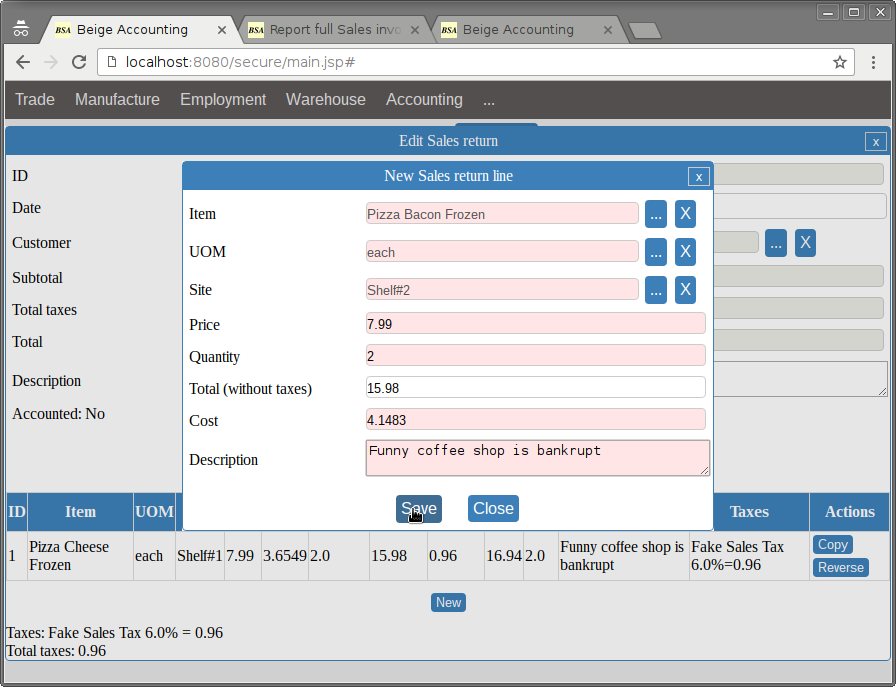 BSA Beige Accounting
BSA Report full Sales invo
BSA Beige Accounting
localhost:8080/secure/main.jsp#
Trade Manufacture Employment Warehouse Accounting ...
Edit Sales return x
New Sales return line x
ID
Date
Customer ... X
Subtotal
Total taxes
Total
Description
Accounted: No
Item Pizza Bacon Frozen ... X
UOM each ... X
Site Shelf#2 ... X
Price 7.99
Quantity 2
Total (without taxes) 15.98
Cost 4.1483
Description Funny coffee shop is bankrupt
Save Close
ID Item UOM Taxes Actions
1 Pizza Cheese Frozen each Shelf#1 7.99 3.6549 2.0 15.98 0.96 16.94 2.0 Funny coffee shop is bankrupt Fake Sales Tax 6.0%=0.96 Copy
Reverse
New
Taxes: Fake Sales Tax 6.0% = 0.96
Total taxes: 0.96